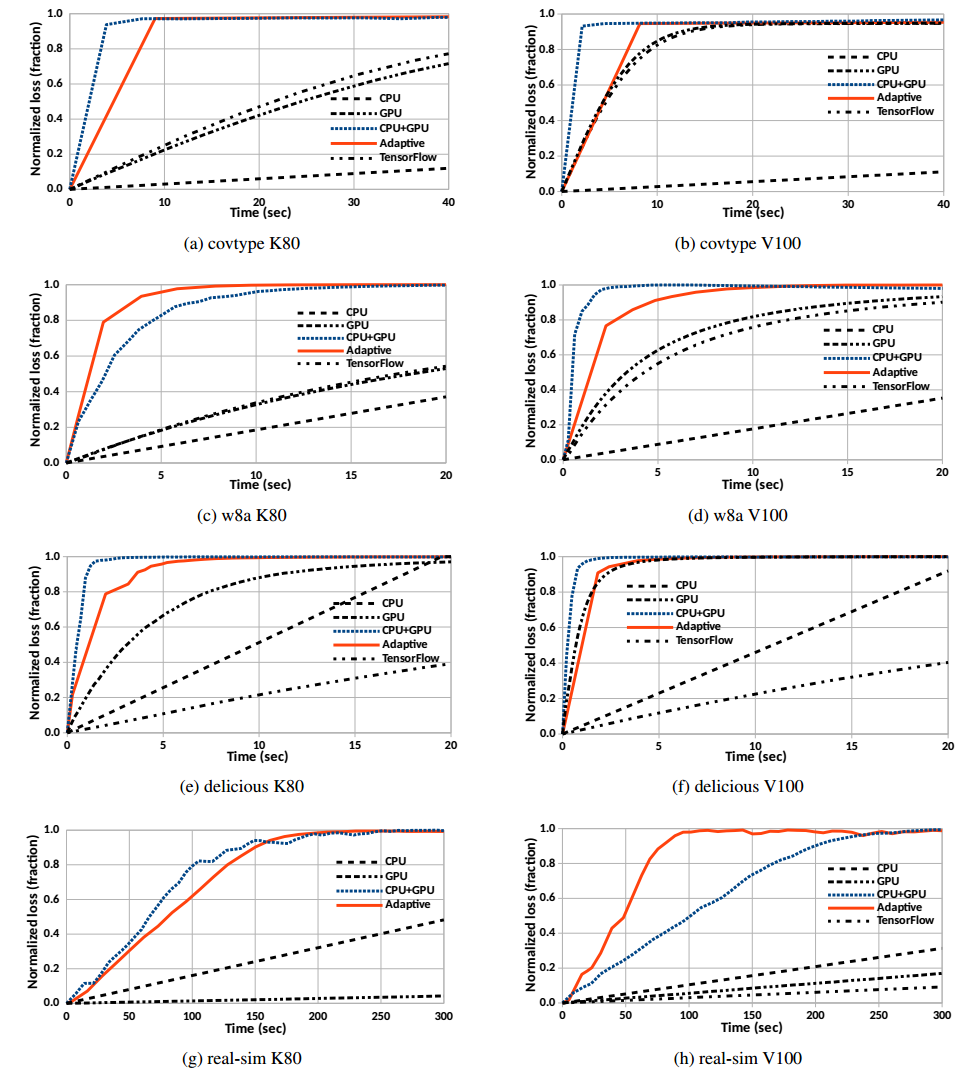 Normalized loss (fraction)
1.0
0.8
0.6
0.4
0.2
0.0
CPU
GPU
CPU+GPU
Adaptive
TensorFlow
0 10 20 30 40
Time (sec)
(a) covtype K80
Normalized loss (fraction)
1.0
0.8
0.6
0.4
0.2
0.0
CPU
GPU
CPU+GPU
Adaptive
TensorFlow
0 10 20 30 40
Time (sec)
(b) covtype V100
Normalized loss (fraction)
1.0
0.8
0.6
0.4
0.2
0.0
CPU
GPU
CPU+GPU
Adaptive
TensorFlow
0 5 10 15 20
Time (sec)
(c) w8a K80
Normalized loss (fraction)
1.0
0.8
0.6
0.4
0.2
0.0
CPU
GPU
CPU+GPU
Adaptive
TensorFlow
0 5 10 15 20
Time (sec)
(d) w8a V100
Normalized loss (fraction)
1.0
0.8
0.6
0.4
0.2
0.0
CPU
GPU
CPU+GPU
Adaptive
TensorFlow
0 5 10 15 20
Time (sec)
(e) delicious K80
Normalized loss (fraction)
1.0
0.8
0.6
0.4
0.2
0.0
CPU
GPU
CPU+GPU
Adaptive
TensorFlow
0 5 10 15 20
Time (sec)
(f) delicious V100
Normalized loss (fraction)
1.0
0.8
0.6
0.4
0.2
0.0
CPU
GPU
CPU+GPU
Adaptive
0 50 100 150 200 250 300
Time (sec)
(g) real-sim K80
Normalized loss (fraction)
1.0
0.8
0.6
0.4
0.2
0.0
CPU
GPU
CPU+GPU
Adaptive
TensorFlow
0 50 100 150 200 250 300
Time (sec)
(h) real-sim V100